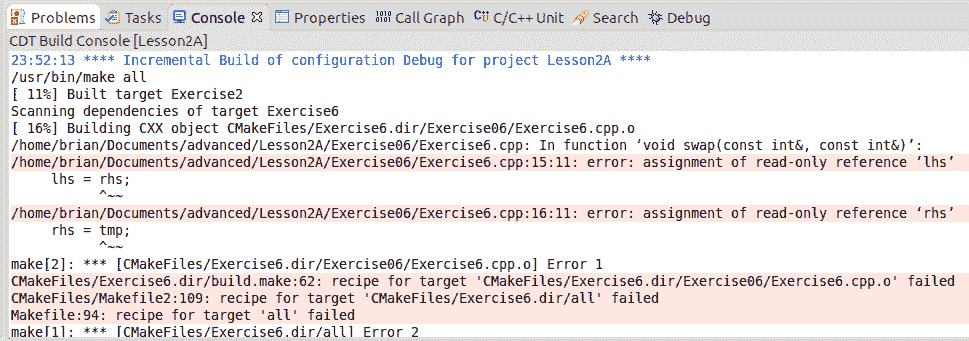 Problems Tasks Console Properties 1010 0101 Call Graph C/C++ Unit Search Debug
CDT Build Console [Lesson2A]
23:52:13 **** Incremental Build of configuration Debug for project Lesson2A ****
/usr/bin/make all
[ 11%] Built target Exercise2
Scanning dependencies of target Exercise6
[ 16%] Building CXX object CMakeFiles/Exercise6.dir/Exercise06/Exercise6.cpp.o
/home/brian/Documents/advanced/Lesson2A/Exercise06/Exercise6.cpp: In function ‘void swap(const int&, const int&)’:
/home/brian/Documents/advanced/Lesson2A/Exercise06/Exercise6.cpp:15:11: error: assignment of read-only reference ‘lhs’
     lhs = rhs;
           ^~~
/home/brian/Documents/advanced/Lesson2A/Exercise06/Exercise6.cpp:16:11: error: assignment of read-only reference ‘rhs’
     rhs = tmp;
           ^~~
make[2]: *** [CMakeFiles/Exercise6.dir/Exercise06/Exercise6.cpp.o] Error 1
CMakeFiles/Exercise6.dir/build.make:62: recipe for target 'CMakeFiles/Exercise6.dir/Exercise06/Exercise6.cpp.o' failed
CMakeFiles/Makefile2:109: recipe for target 'CMakeFiles/Exercise6.dir/all' failed
Makefile:94: recipe for target 'all' failed
make[1]: *** [CMakeFiles/Exercise6.dir/all] Error 2